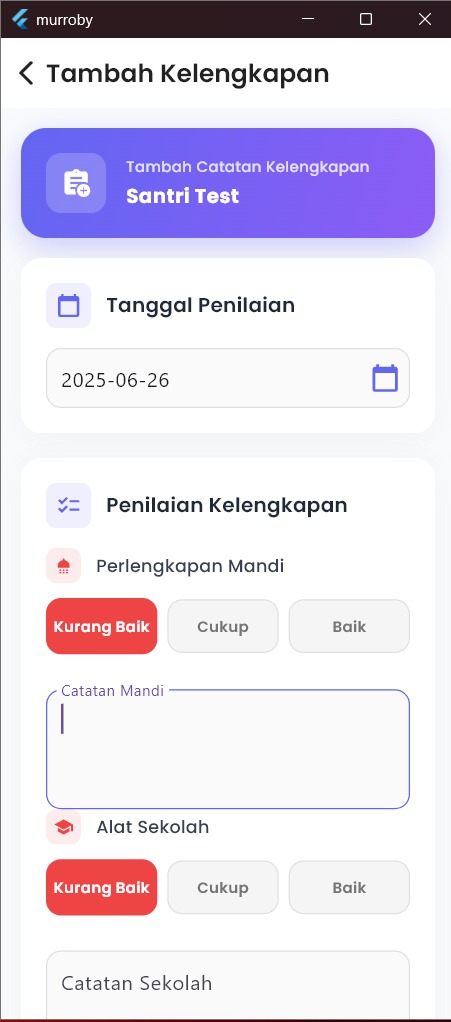 murroby
Tambah Kelengkapan
Tambah Catatan Kelengkapan
Santri Test
Tanggal Penilaian
2025-06-26
Penilaian Kelengkapan
Perlengkapan Mandi
Kurang Baik Cukup Baik
Catatan Mandi
Alat Sekolah
Kurang Baik Cukup Baik
Catatan Sekolah